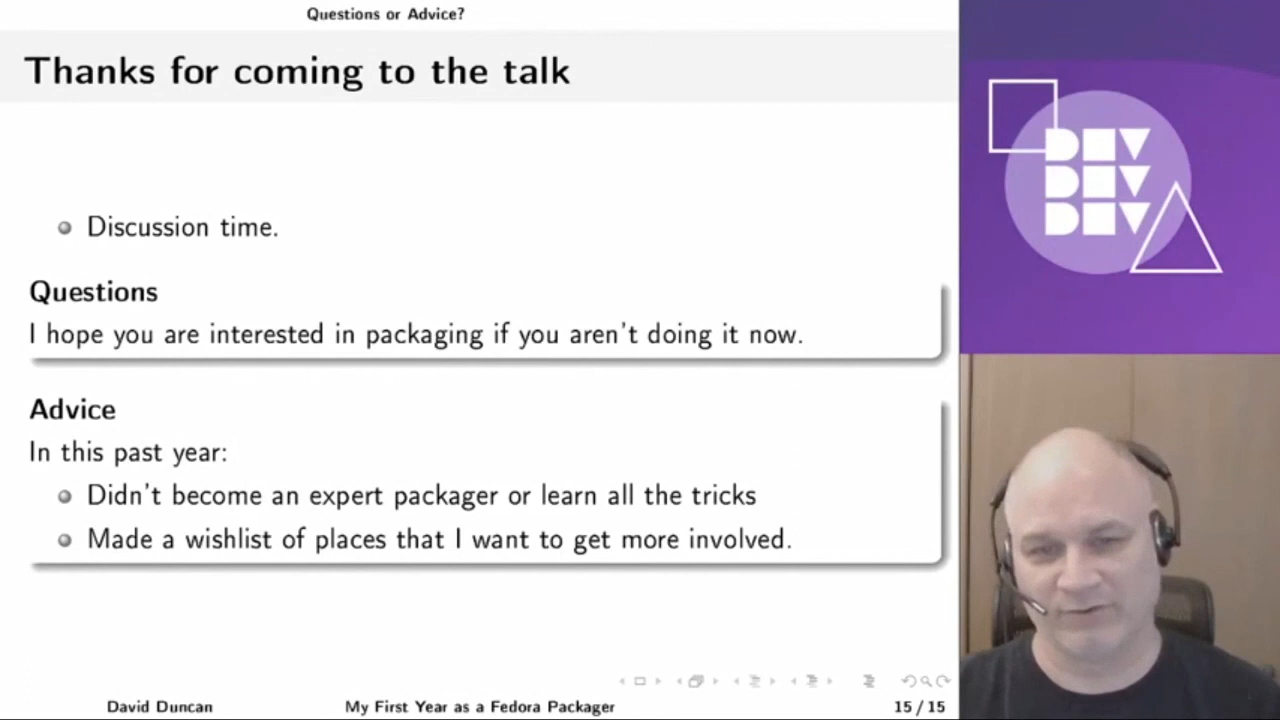 Questions or Advice?
Thanks for coming to the talk
Discussion time.
Questions
I hope you are interested in packaging if you aren't doing it now.
Advice
In this past year:
Didn't become an expert packager or learn all the tricks
Made a wishlist of places that I want to get more involved.
David Duncan My First Year as a Fedora Packager 15 / 15
DEV
DEV
DEV